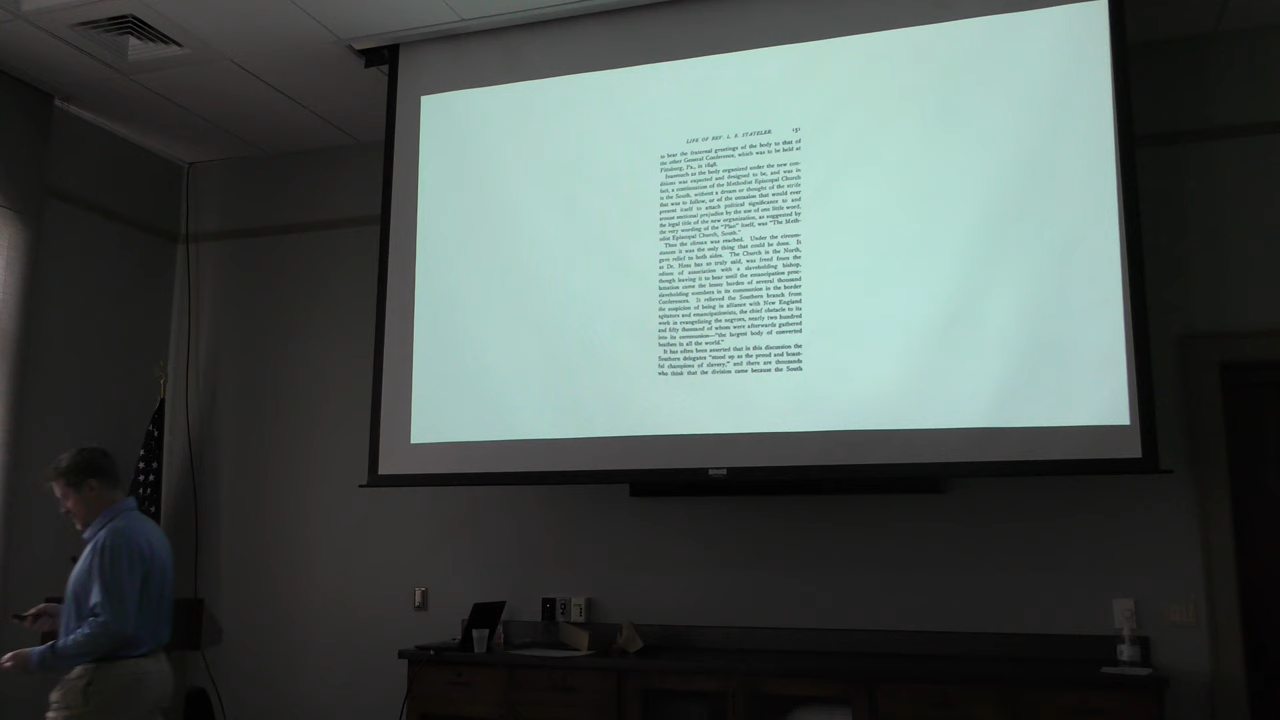 LIFE OF REV. L. B. STATELER. 151
to bear the fraternal greetings of the body to that of
the other General Conference, which was to be held at
Pittsburg, Pa., in 1848.
Inasmuch as the body organized under the new con-
ditions was expected and designed to be, and was in
fact, a continuation of the Methodist Episcopal Church
in the South, without a dream or thought of the strife
that was to follow, or of the occasion that would ever
present itself to attach political significance to and
arouse sectional prejudice by the use of one little word,
the legal title of the new organization, as suggested by
the very wording of the "Plan" itself, was "The Meth-
odist Episcopal Church, South."
Thus the climax was reached. Under the circum-
stances it was the only thing that could be done. It
gave relief to both sides. The Church in the North,
as Dr. Hoss has so truly said, was freed from the
odium of association with a slaveholding bishop,
though leaving it to bear until the emancipation proc-
lamation came the lesser burden of several thousand
slaveholding members in its communion in the border
Conferences. It relieved the Southern branch from
the suspicion of being in alliance with New England
agitators and emancipationists, the chief obstacle to its
work in evangelizing the negroes, nearly two hundred
and fifty thousand of whom were afterwards gathered
into its communion—"the largest body of converted
heathen in all the world."
It has often been asserted that in this discussion the
Southern delegates "stood up as the proud and boast-
ful champions of slavery," and there are thousands
who think that the division came because the South